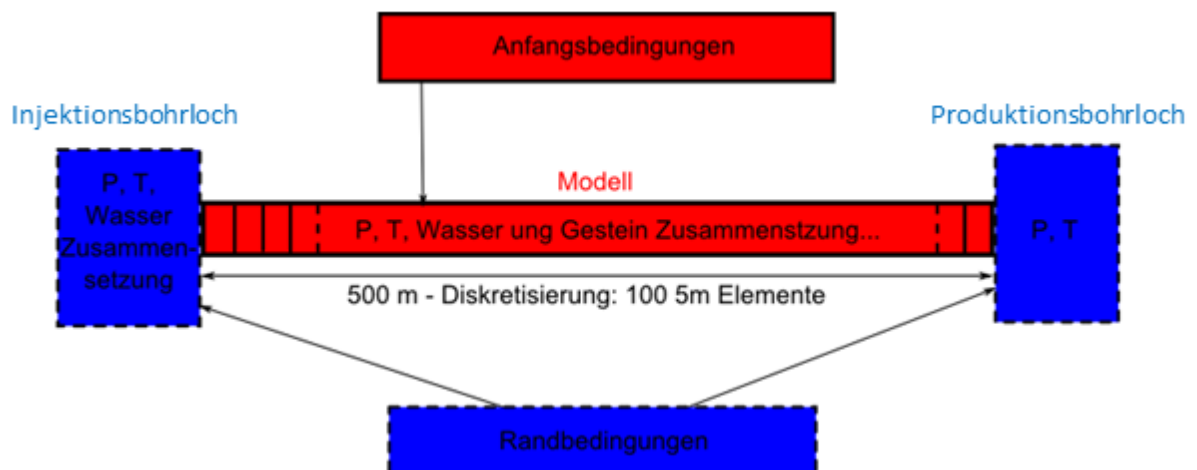 Anfangsbedingungen
Injektionsbohrloch
Produktionsbohrloch
P, T,
Wasser
Zusammen-
setzung
Modell
P, T, Wasser ung Gestein Zusammenstzung...
P, T
500 m - Diskretisierung: 100 5m Elemente
Randbedingungen